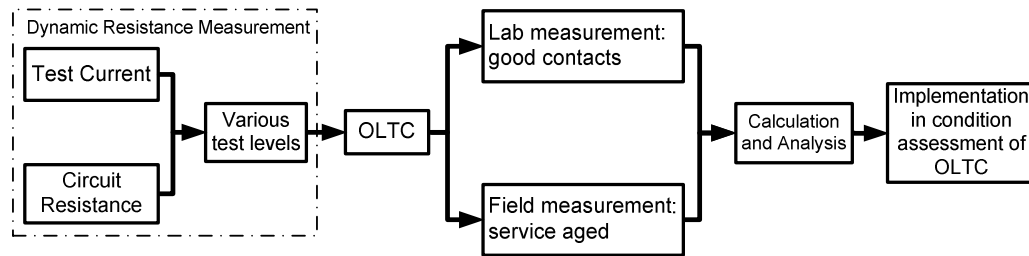 Dynamic Resistance Measurement
Test Current
Circuit
Resistance
Various
test levels
OLTC
Lab measurement:
good contacts
Field measurement:
service aged
Calculation
and Analysis
Implementation
in condition
assessment of
OLTC